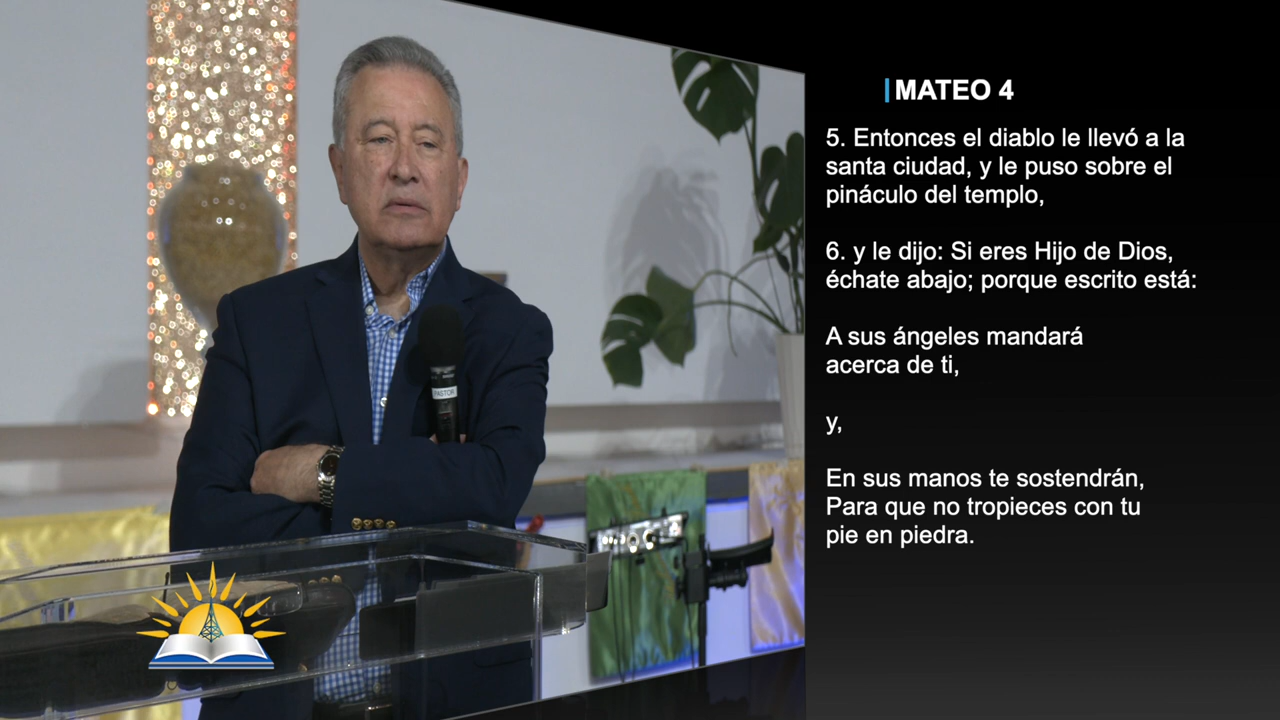 MATEO 4
5. Entonces el diablo le llevó a la
santa ciudad, y le puso sobre el
pináculo del templo,
6. y le dijo: Si eres Hijo de Dios,
échate abajo; porque escrito está:
A sus ángeles mandará
acerca de ti,
y,
En sus manos te sostendrán,
Para que no tropieces con tu
pie en piedra.
PASTOR